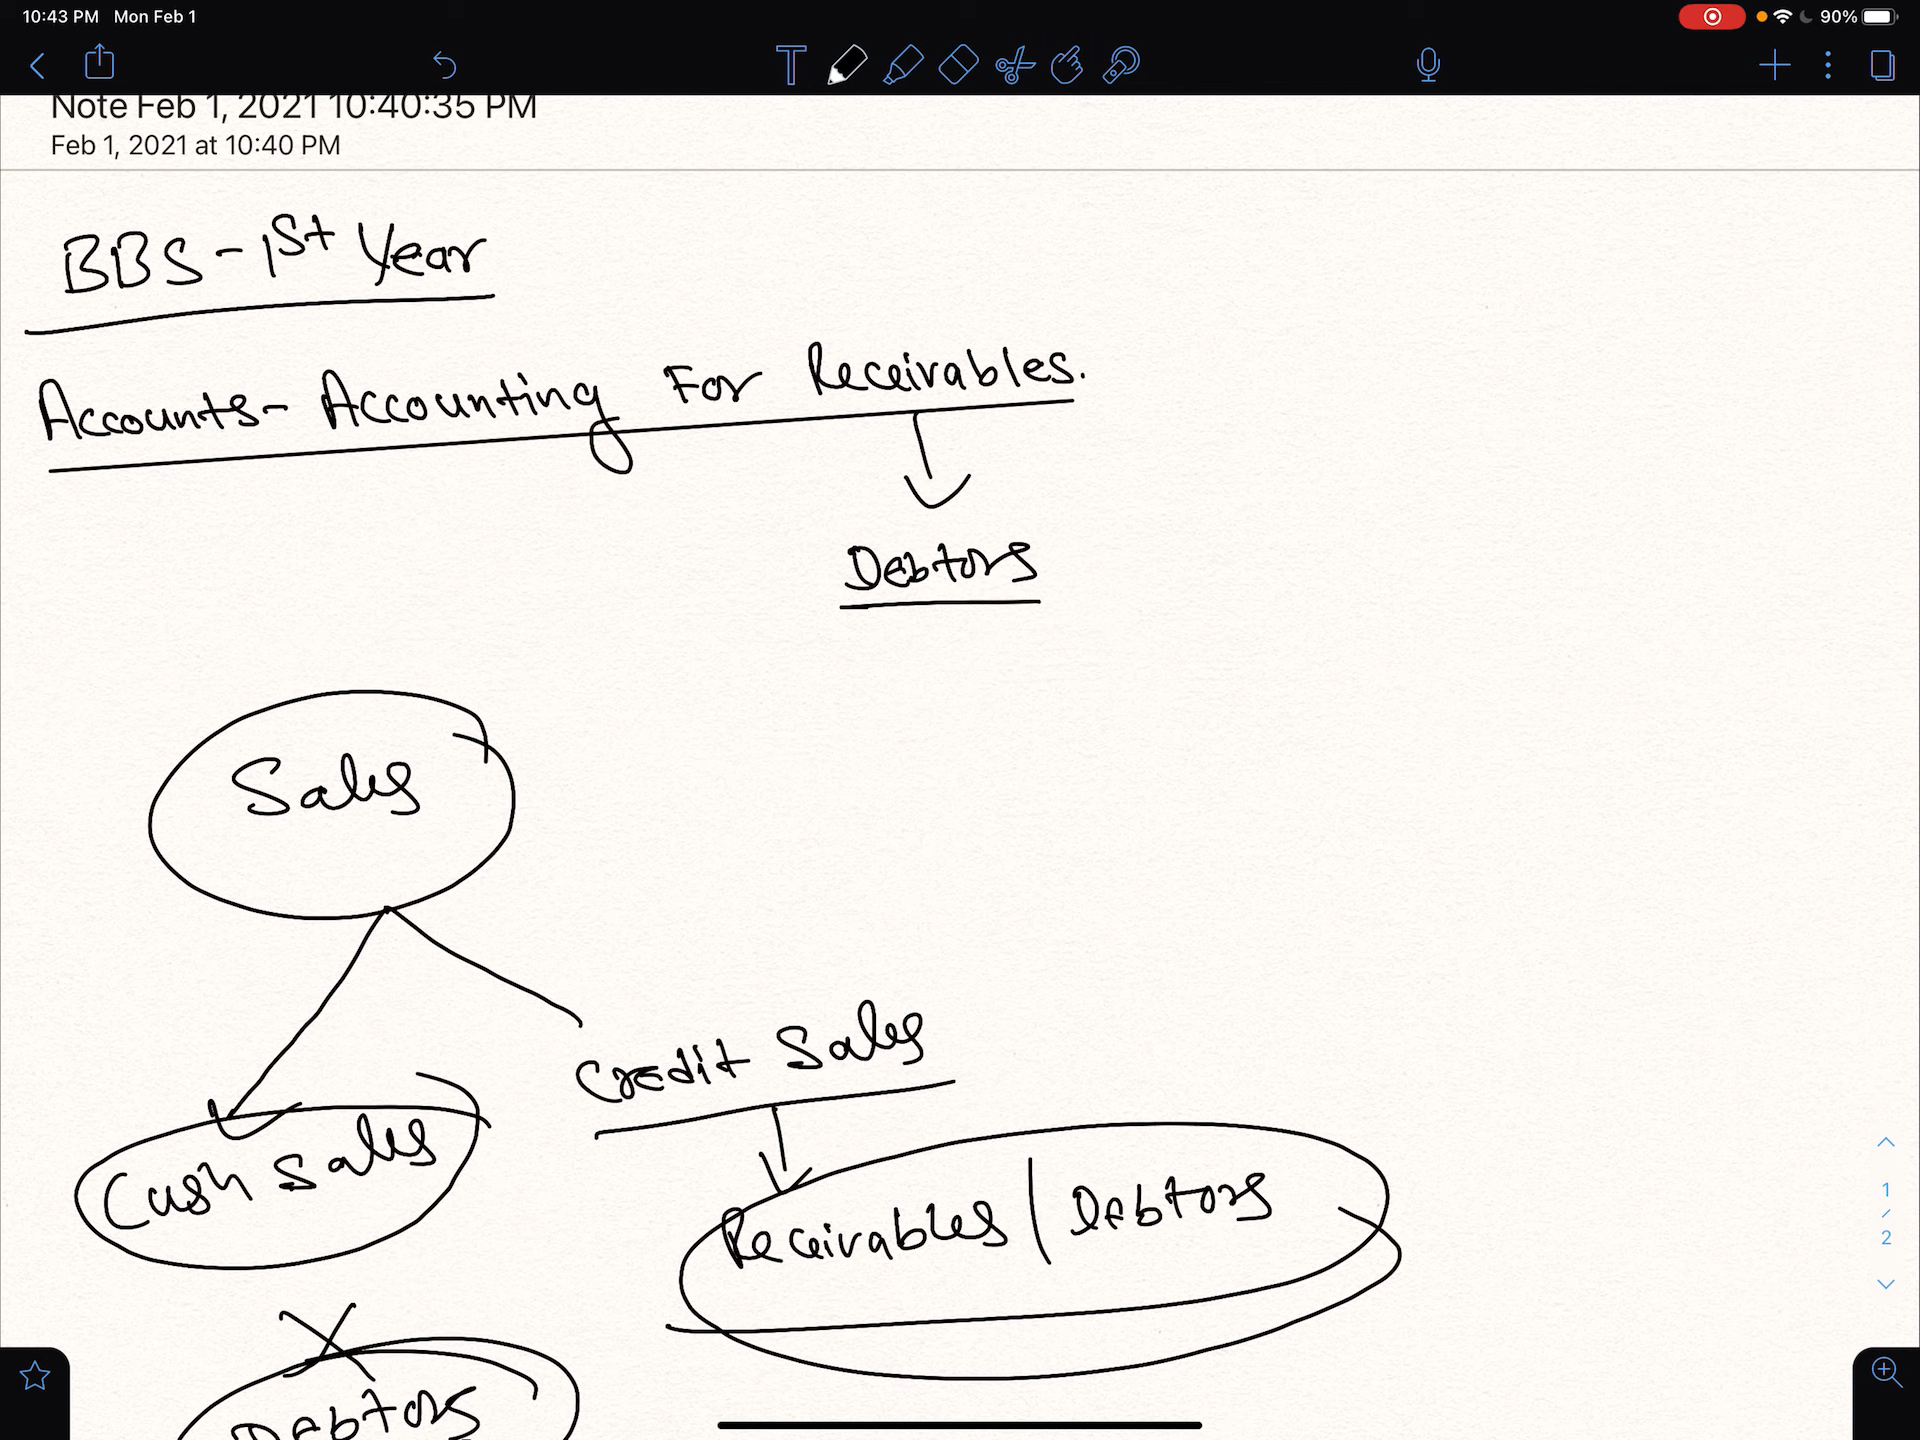 10:43 PM Mon Feb 1
90%
T
Note Feb 1, 2021 10:40:35 PM
Feb 1, 2021 at 10:40 PM
BBS - 1st Year
Accounts - Accounting For Receivables.
Debtors
Sales
Credit Sales
Cash Sales
Receivables | Debtors
1
2
X
Debtors